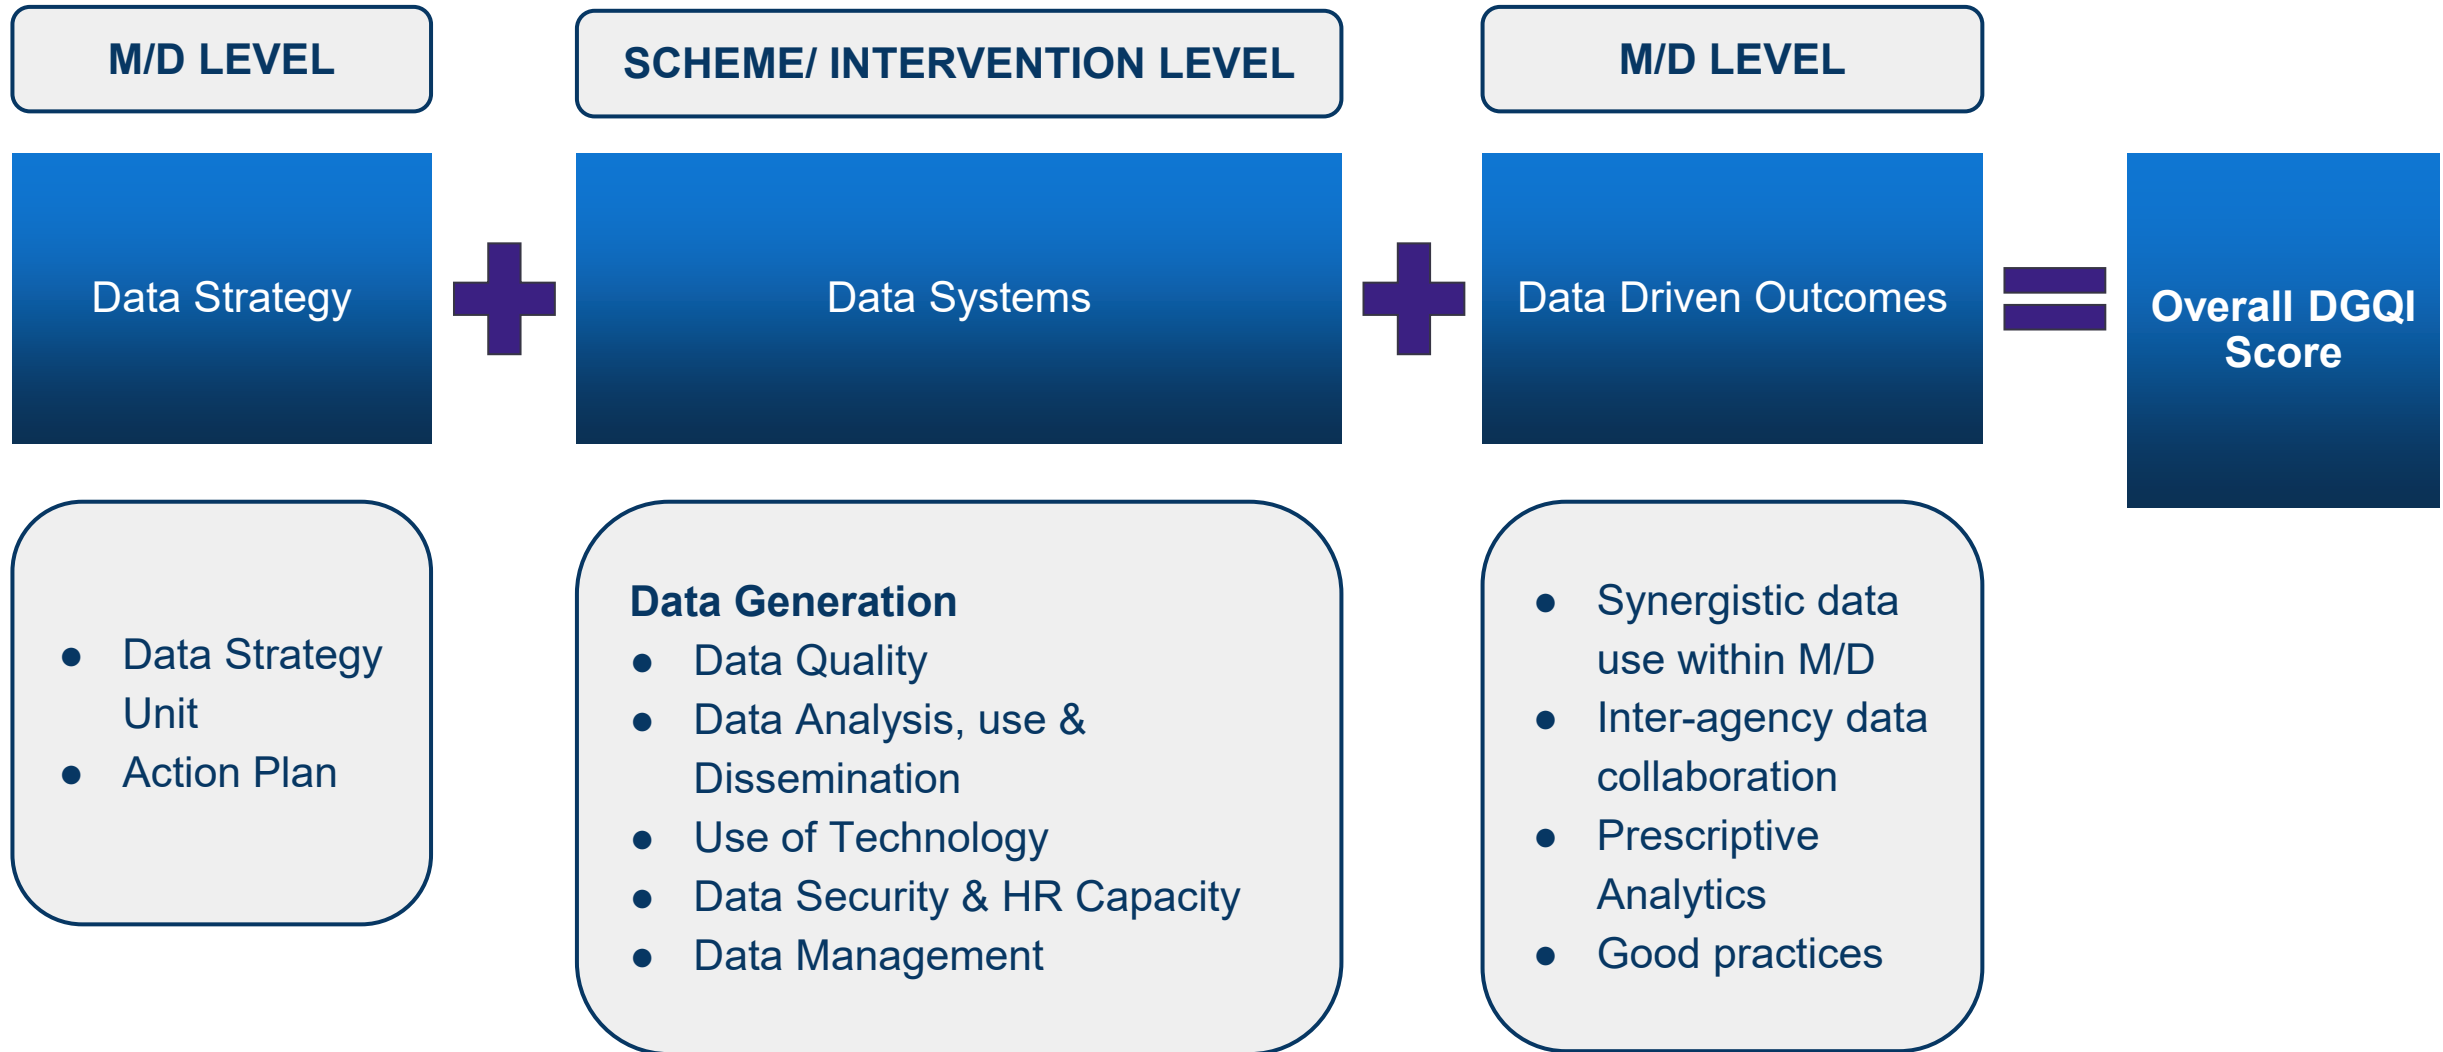 M/D LEVEL
SCHEME/ INTERVENTION LEVEL
M/D LEVEL
Data Strategy
Data Systems
Data Driven Outcomes
Overall DGQI
Score
● Data Strategy
Unit
● Action Plan
Data Generation
● Data Quality
● Data Analysis, use &
Dissemination
● Use of Technology
● Data Security & HR Capacity
● Data Management
● Synergistic data
use within M/D
● Inter-agency data
collaboration
● Prescriptive
Analytics
● Good practices